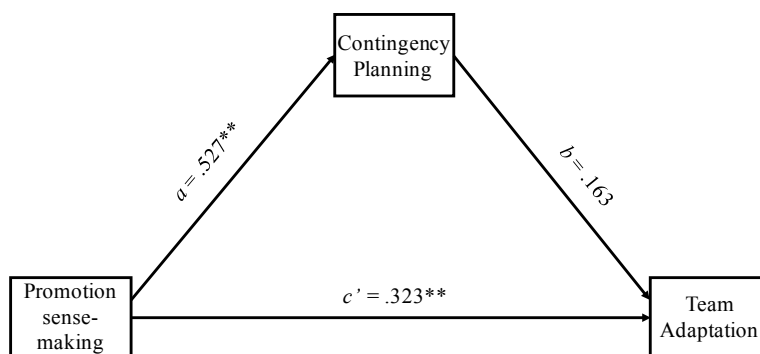 Contingency
Planning
a = .527**
b = .163
Promotion
sense-
making
c’ = .323**
Team
Adaptation